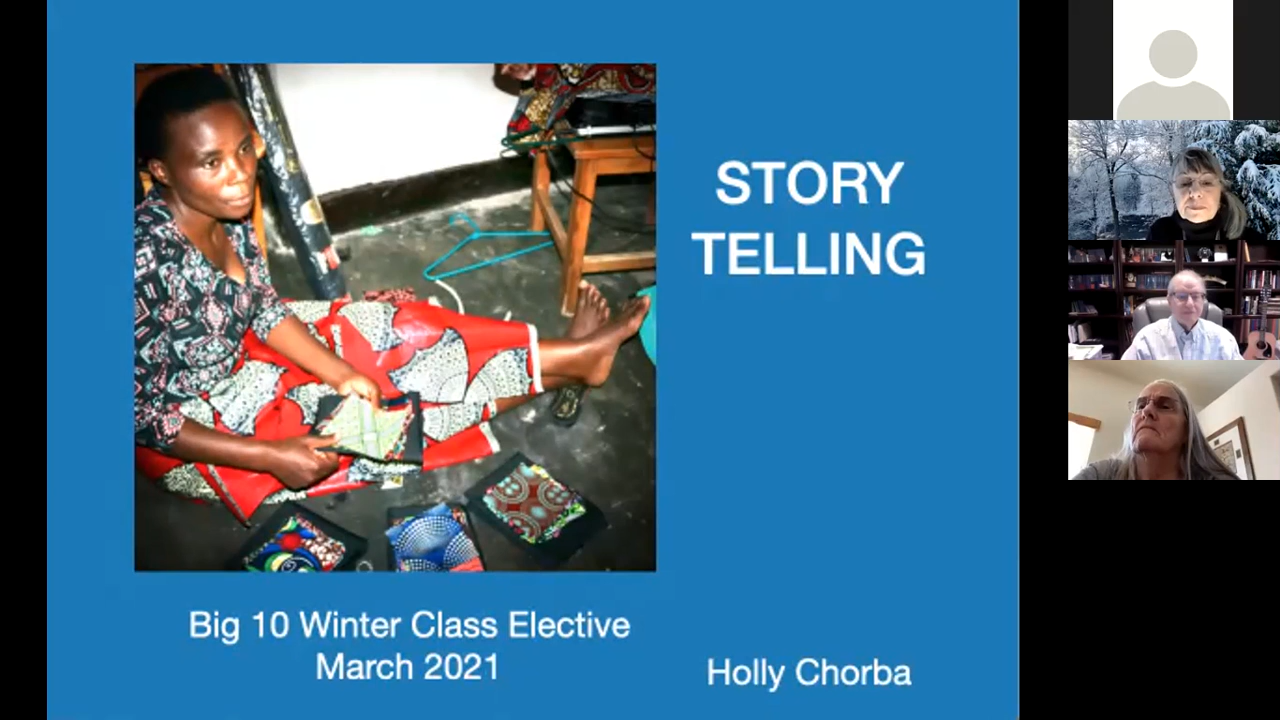 STORY
TELLING
Big 10 Winter Class Elective
March 2021
Holly Chorba